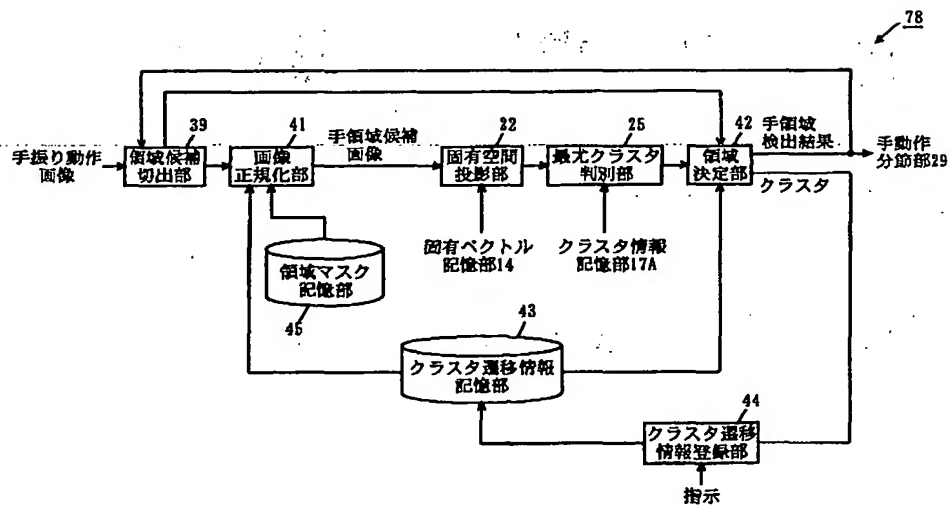 78
39
41
22
25
42
手振り動作
画像
領域候補
切出部
画像
正規化部
手領域候補
画像
固有空間
投影部
最尤クラスタ
判別部
領域
決定部
手領域
検出結果
クラスタ
手動作
分節部29
領域マスク
記憶部
45
固有ベクトル
記憶部14
クラスタ情報
記憶部17A
43
クラスタ遷移情報
記憶部
44
クラスタ遷移
情報登録部
指示